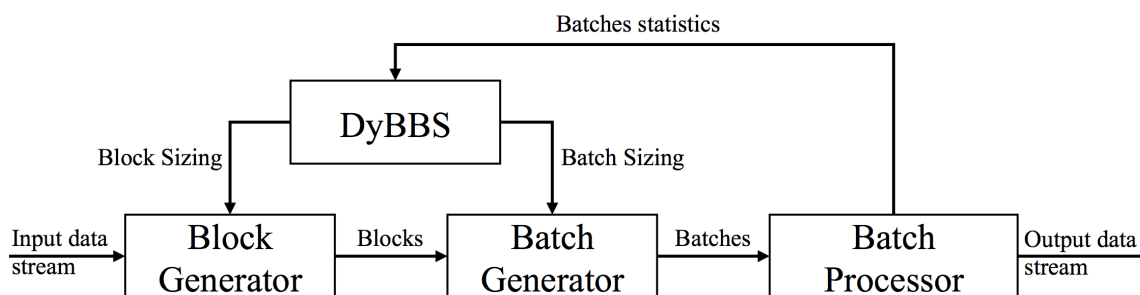 Batches statistics
DyBBS
Block Sizing
Batch Sizing
Input data
stream
Block
Generator
Blocks
Batch
Generator
Batches
Batch
Processor
Output data
stream